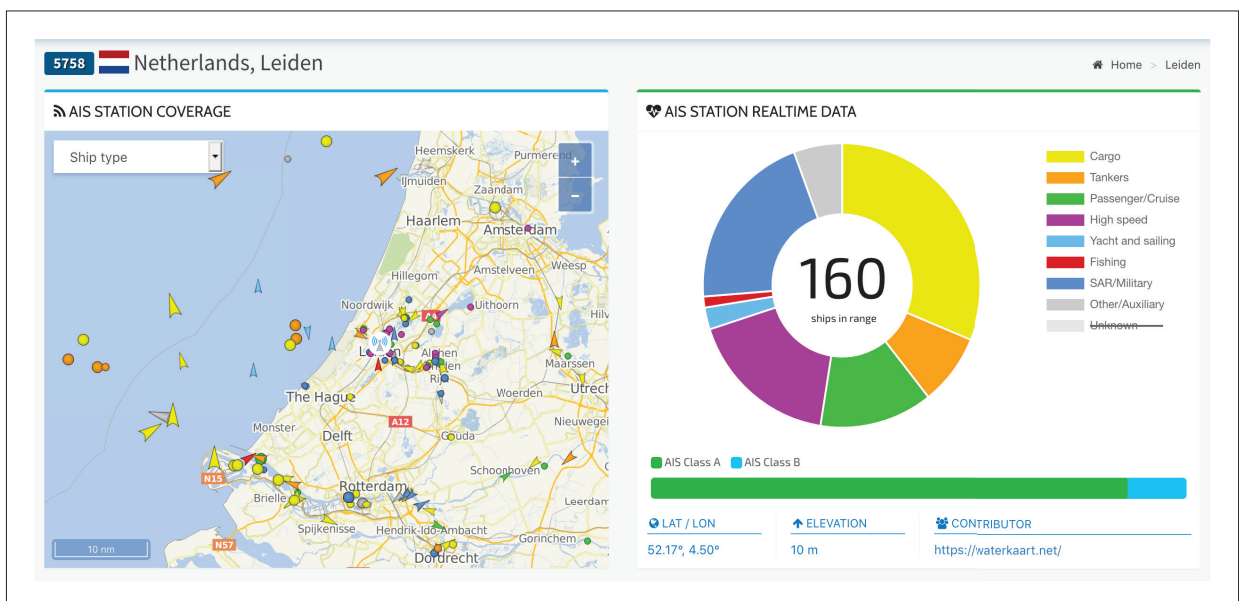 5758 Netherlands, Leiden
Home > Leiden
AIS STATION COVERAGE
Ship type
+
−
Heemskerk
Purmerend
IJmuiden
Zaandam
Haarlem
Amsterdam
Hillegom
Amstelveen
Weesp
Noordwijk
Uithoorn
Maarssen
The Hague
Woerden
Monster
A12
Nieuwegei
Delft
Gouda
N15
Schoonhoven
Rotterdam
Brielle
Leerdam
Spijkenisse
Hendrik-Ido-Ambacht
Gorinchem
N57
10 nm
Dordrecht
AIS STATION REALTIME DATA
160
ships in range
Cargo
Tankers
Passenger/Cruise
High speed
Yacht and sailing
Fishing
SAR/Military
Other/Auxiliary
Unknown
AIS Class A AIS Class B
LAT / LON ELEVATION CONTRIBUTOR
52.17°, 4.50° 10 m https://waterkaart.net/